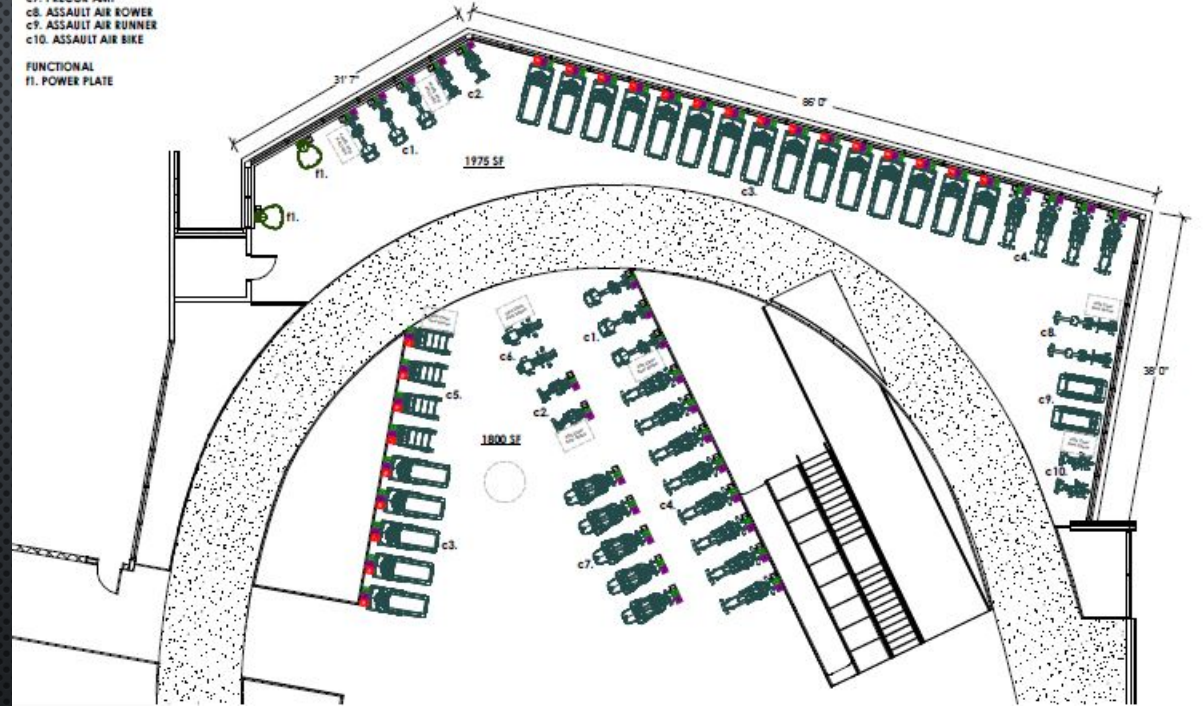 c8. ASSAULT AIR ROWER
c9. ASSAULT AIR RUNNER
c10. ASSAULT AIR BIKE
FUNCTIONAL
f1. POWER PLATE
31' 7"
86' 0"
c2.
c1.
1975 SF
f1.
c3.
f1.
c4.
c8.
c1.
c6.
38' 0"
c5.
c9.
c2.
1800 SF
c10.
c4.
c3.
c7.